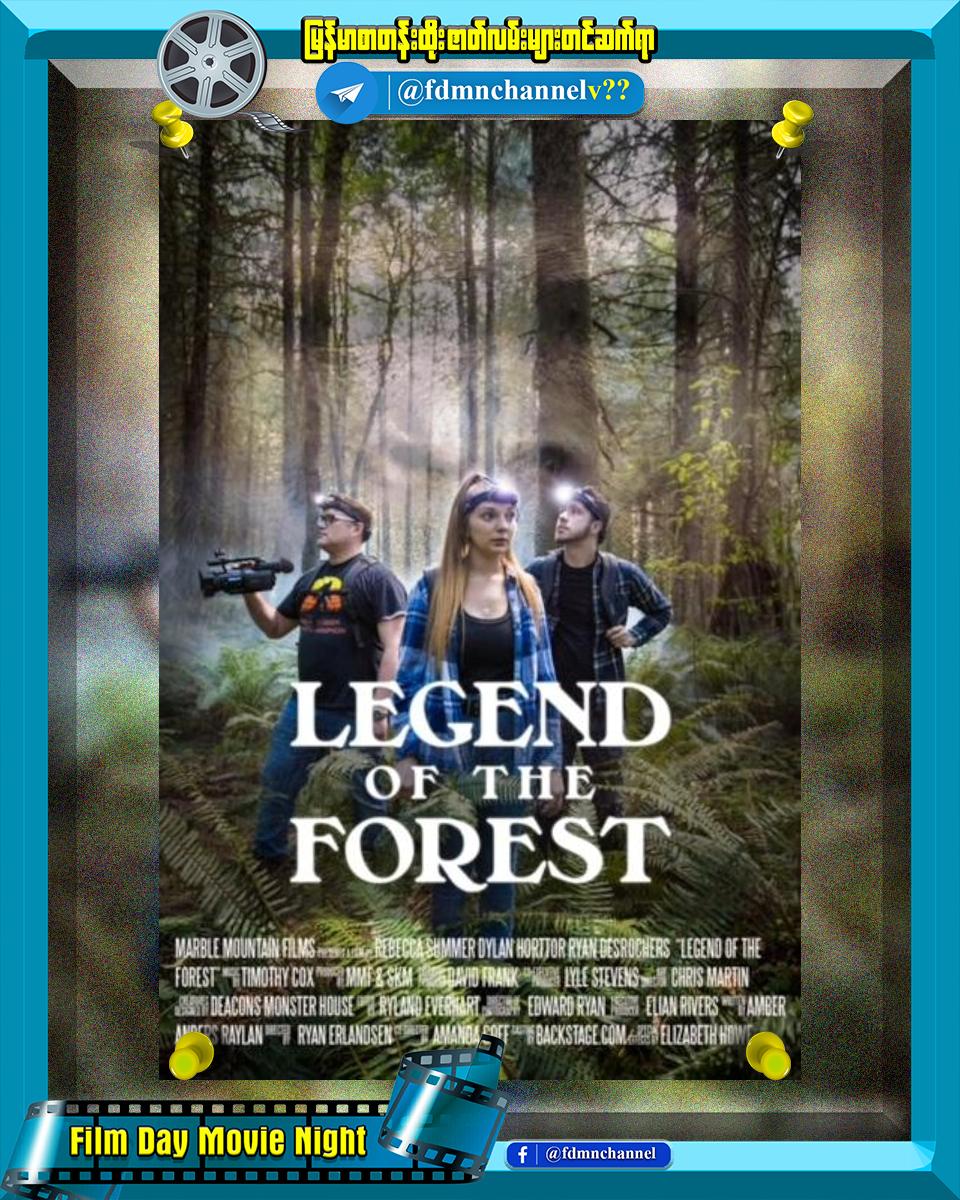 မြန်မာစာတန်းထိုးဇာတ်လမ်းများတင်ဆက်ရာ
@fdmnchannelv??
LEGEND
OF THE
FOREST
MARBLE MOUNTAIN FILMS REBECCA SUMMER DYLAN HORTTOR RYAN DESROCHERS "LEGEND OF THE
FOREST" TIMOTHY COX MMF & SKM DAVID FRANK LYLE STEVENS CHRIS MARTIN
DEACONS MONSTER HOUSE RYLAND EVERHART EDWARD RYAN ELIAN RIVERS AMBER
RAYLAN RYAN ERLANDSEN AMANDA BACKSTAGE.COM ELIZABETH
Film Day Movie Night
f @fdmnchannel